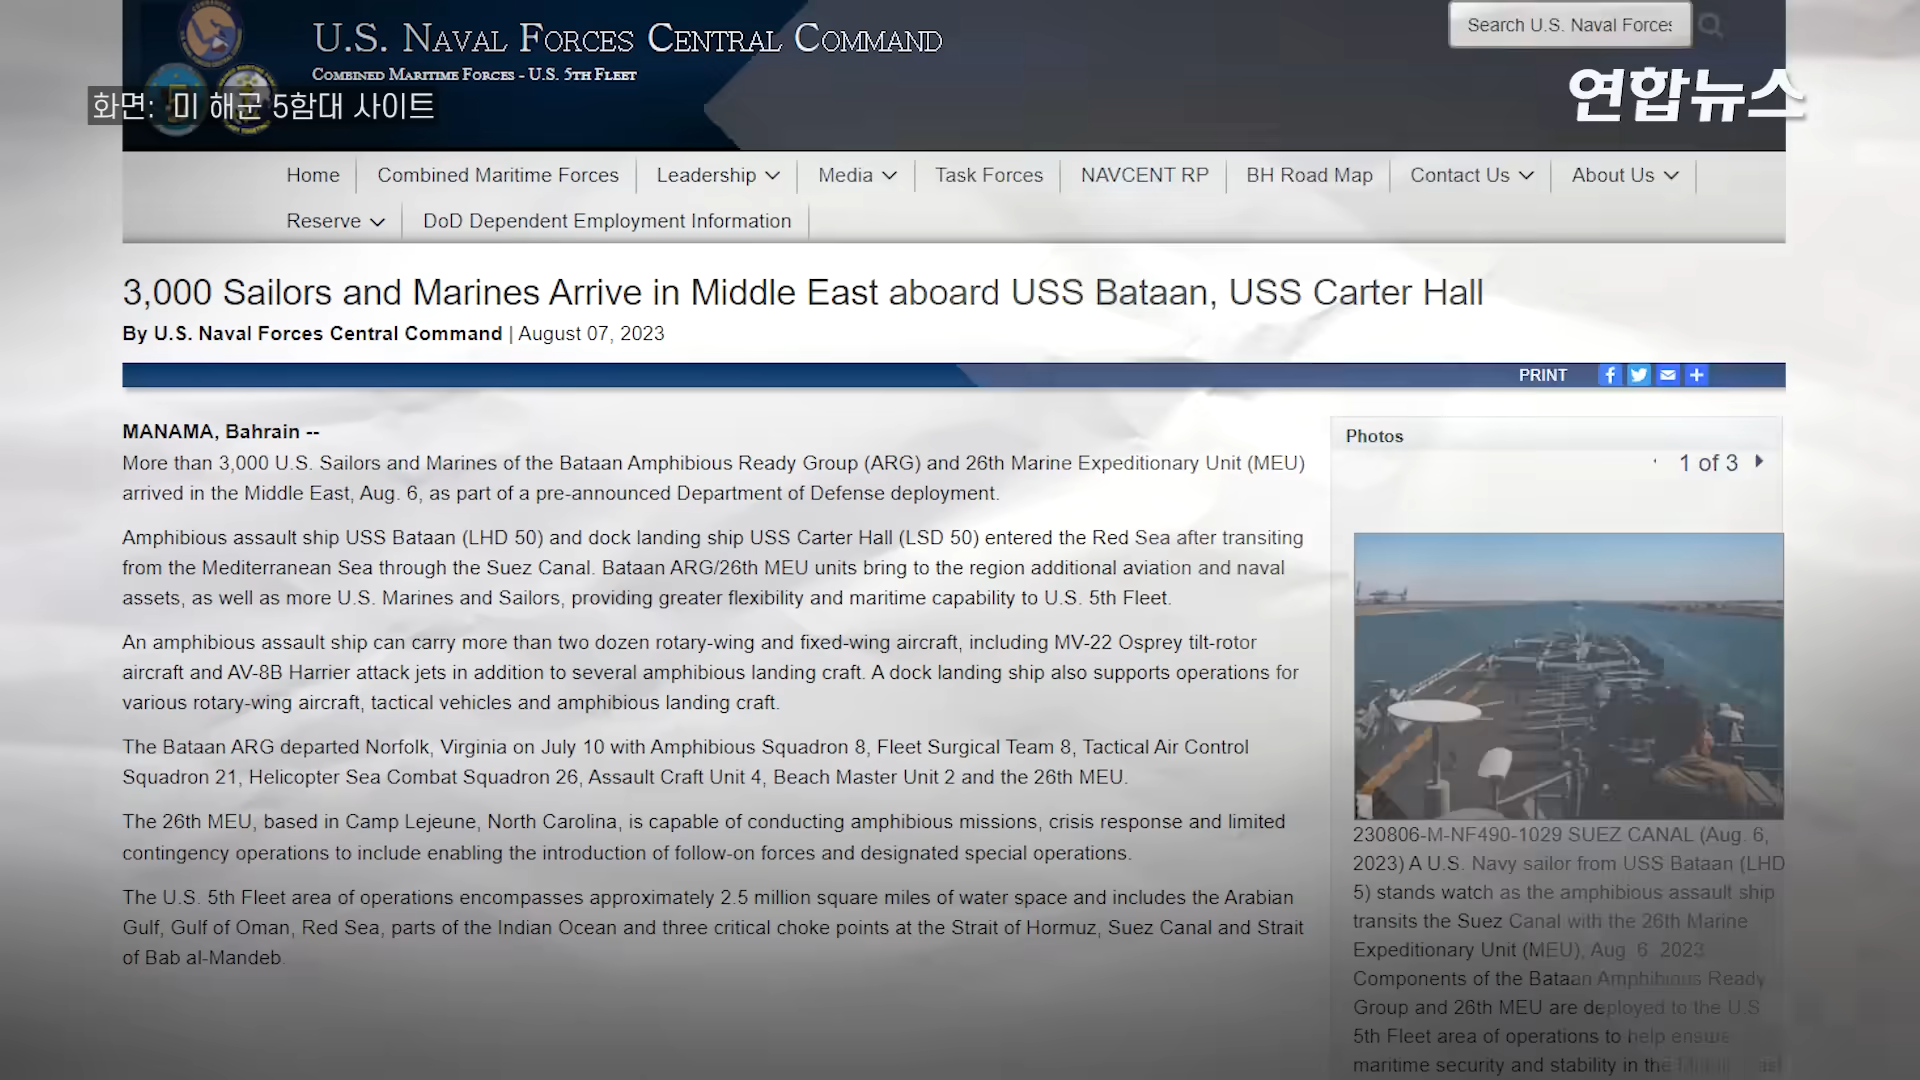 U.S. NAVAL FORCES CENTRAL COMMAND
COMBINED MARITIME FORCES - U.S. 5TH FLEET
Search U.S. Naval Forces
화면: 미 해군 5함대 사이트
연합뉴스
Home Combined Maritime Forces Leadership Media Task Forces NAVCENT RP BH Road Map Contact Us About Us
Reserve DoD Dependent Employment Information
3,000 Sailors and Marines Arrive in Middle East aboard USS Bataan, USS Carter Hall
By U.S. Naval Forces Central Command | August 07, 2023
PRINT
MANAMA, Bahrain --
More than 3,000 U.S. Sailors and Marines of the Bataan Amphibious Ready Group (ARG) and 26th Marine Expeditionary Unit (MEU)
arrived in the Middle East, Aug. 6, as part of a pre-announced Department of Defense deployment.
Amphibious assault ship USS Bataan (LHD 50) and dock landing ship USS Carter Hall (LSD 50) entered the Red Sea after transiting
from the Mediterranean Sea through the Suez Canal. Bataan ARG/26th MEU units bring to the region additional aviation and naval
assets, as well as more U.S. Marines and Sailors, providing greater flexibility and maritime capability to U.S. 5th Fleet.
An amphibious assault ship can carry more than two dozen rotary-wing and fixed-wing aircraft, including MV-22 Osprey tilt-rotor
aircraft and AV-8B Harrier attack jets in addition to several amphibious landing craft. A dock landing ship also supports operations for
various rotary-wing aircraft, tactical vehicles and amphibious landing craft.
The Bataan ARG departed Norfolk, Virginia on July 10 with Amphibious Squadron 8, Fleet Surgical Team 8, Tactical Air Control
Squadron 21, Helicopter Sea Combat Squadron 26, Assault Craft Unit 4, Beach Master Unit 2 and the 26th MEU.
The 26th MEU, based in Camp Lejeune, North Carolina, is capable of conducting amphibious missions, crisis response and limited
contingency operations to include enabling the introduction of follow-on forces and designated special operations.
The U.S. 5th Fleet area of operations encompasses approximately 2.5 million square miles of water space and includes the Arabian
Gulf, Gulf of Oman, Red Sea, parts of the Indian Ocean and three critical choke points at the Strait of Hormuz, Suez Canal and Strait
of Bab al-Mandeb.
Photos
1 of 3
230806-M-NF490-1029 SUEZ CANAL (Aug. 6,
2023) A U.S. Navy sailor from USS Bataan (LHD
5) stands watch as the amphibious assault ship
transits the Suez Canal with the 26th Marine
Expeditionary Unit (MEU), Aug. 6 2023.
Components of the Bataan Amphibious Ready
Group and 26th MEU are deployed to the U.S
5th Fleet area of operations to help ensure
maritime security and stability in the